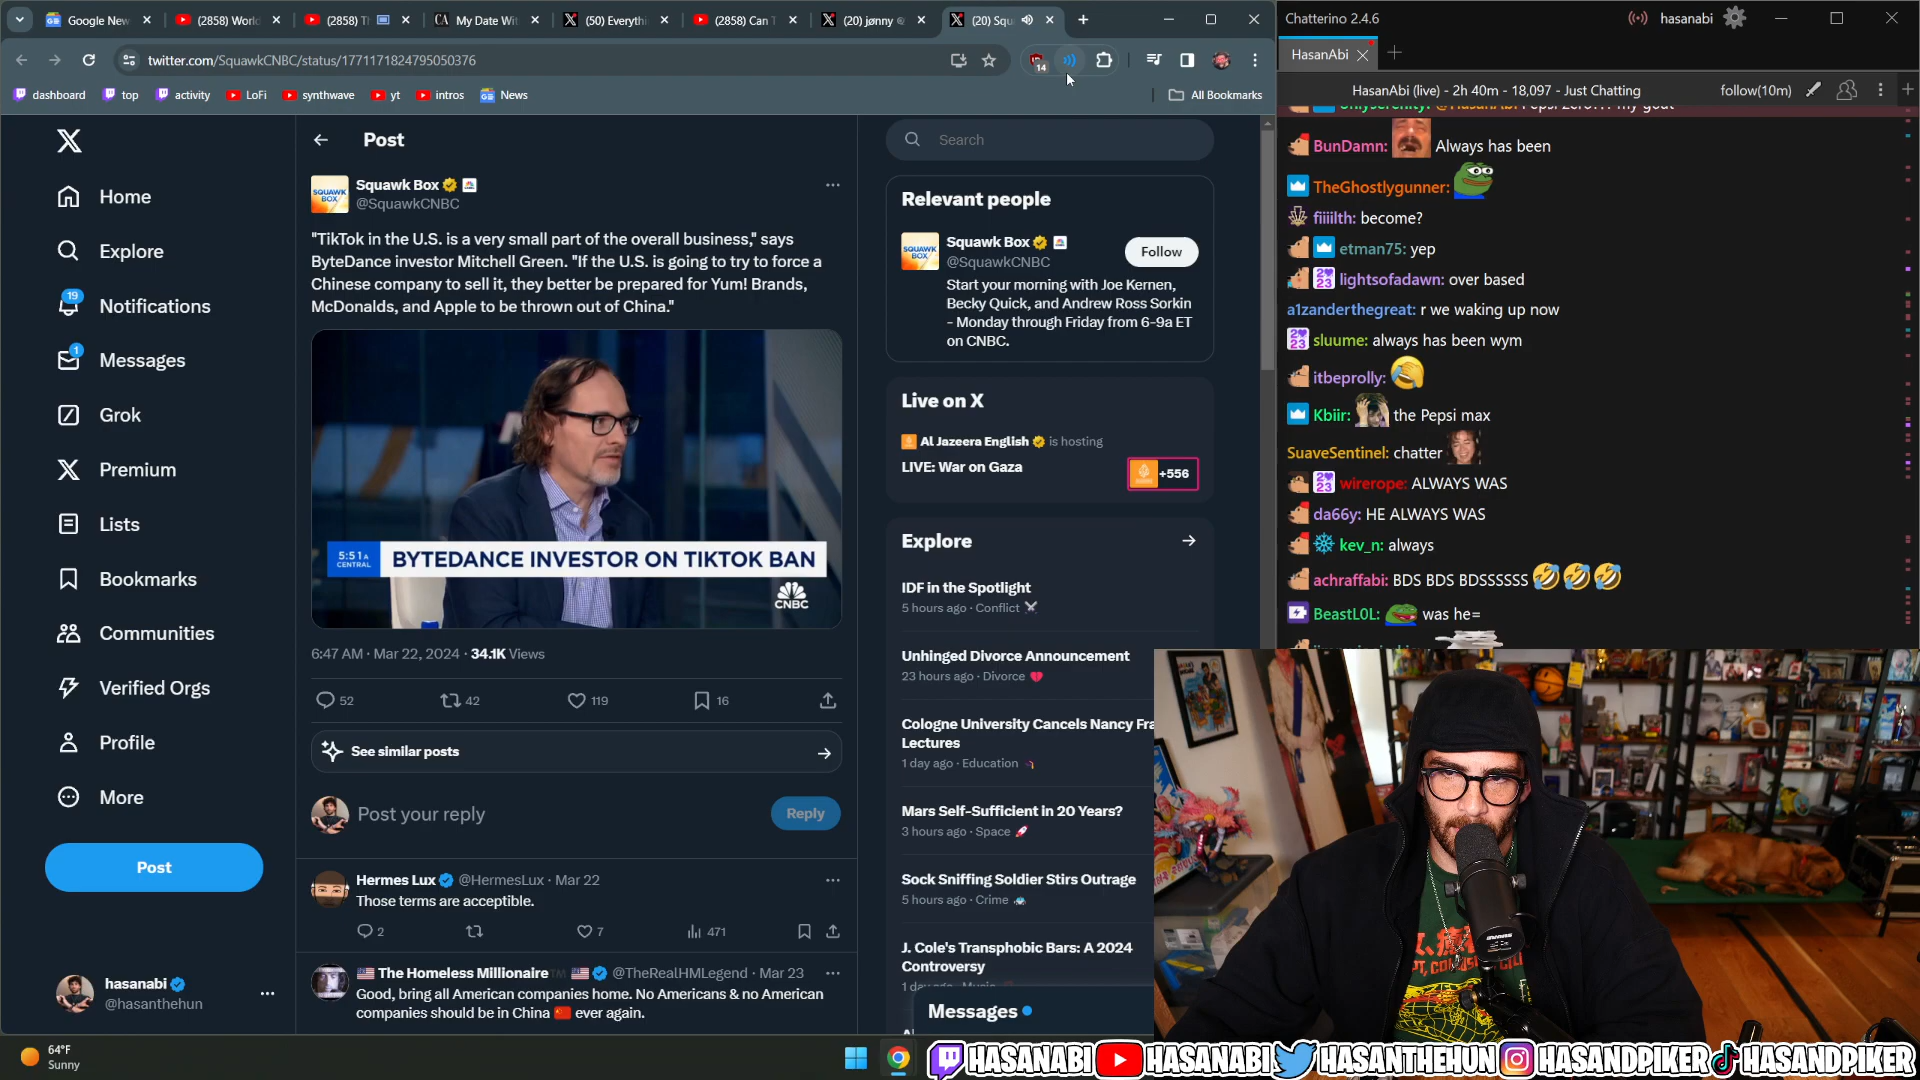 Google New
(2858) World
(2858) T
My Date Wit
(50) Everythi
(2858) Can T
(20) jønny
(20) Squ
twitter.com/SquawkCNBC/status/1771171824795050376
14
dashboard
top
activity
LoFi
synthwave
yt
intros
News
All Bookmarks
Home
Explore
19
Notifications
1
Messages
Grok
Premium
Lists
Bookmarks
Communities
Verified Orgs
Profile
More
Post
hasanabi
@hasanthehun
Post
SQUAWK BOX
Squawk Box
@SquawkCNBC
"TikTok in the U.S. is a very small part of the overall business," says
ByteDance investor Mitchell Green. "If the U.S. is going to try to force a
Chinese company to sell it, they better be prepared for Yum! Brands,
McDonalds, and Apple to be thrown out of China."
5:51A CENTRAL
BYTEDANCE INVESTOR ON TIKTOK BAN
CNBC
6:47 AM · Mar 22, 2024 · 34.1K Views
52
42
119
16
See similar posts
Post your reply
Reply
Hermes Lux @HermesLux · Mar 22
Those terms are acceptible.
2
7
471
The Homeless Millionaire™ @TheRealHMLegend · Mar 23
Good, bring all American companies home. No Americans & no American
companies should be in China 🇨🇳 ever again.
Search
Relevant people
SQUAWK BOX
Squawk Box
@SquawkCNBC
Follow
Start your morning with Joe Kernen,
Becky Quick, and Andrew Ross Sorkin
- Monday through Friday from 6-9a ET
on CNBC.
Live on X
Al Jazeera English is hosting
LIVE: War on Gaza
+556
Explore
IDF in the Spotlight
5 hours ago · Conflict
Unhinged Divorce Announcement
23 hours ago · Divorce
Cologne University Cancels Nancy Fra
Lectures
1 day ago · Education
Mars Self-Sufficient in 20 Years?
3 hours ago · Space
Sock Sniffing Soldier Stirs Outrage
5 hours ago · Crime
J. Cole's Transphobic Bars: A 2024
Controversy
Messages
Chatterino 2.4.6
hasanabi
HasanAbi
HasanAbi (live) - 2h 40m - 18,097 - Just Chatting
follow(10m)
BunDamn: Always has been
TheGhostlygunner:
fiiiilth: become?
etman75: yep
lightsofadawn: over based
a1zanderthegreat: r we waking up now
sluume: always has been wym
itbeprolly:
Kbiir: the Pepsi max
SuaveSentinel: chatter
wirerope: ALWAYS WAS
da66y: HE ALWAYS WAS
kev_n: always
achraffabi: BDS BDS BDSSSSSS
BeastL0L: was he=
64°F
Sunny
HASANABI
HASANABI
HASANTHEHUN
HASANDPIKER
HASANDPIKER